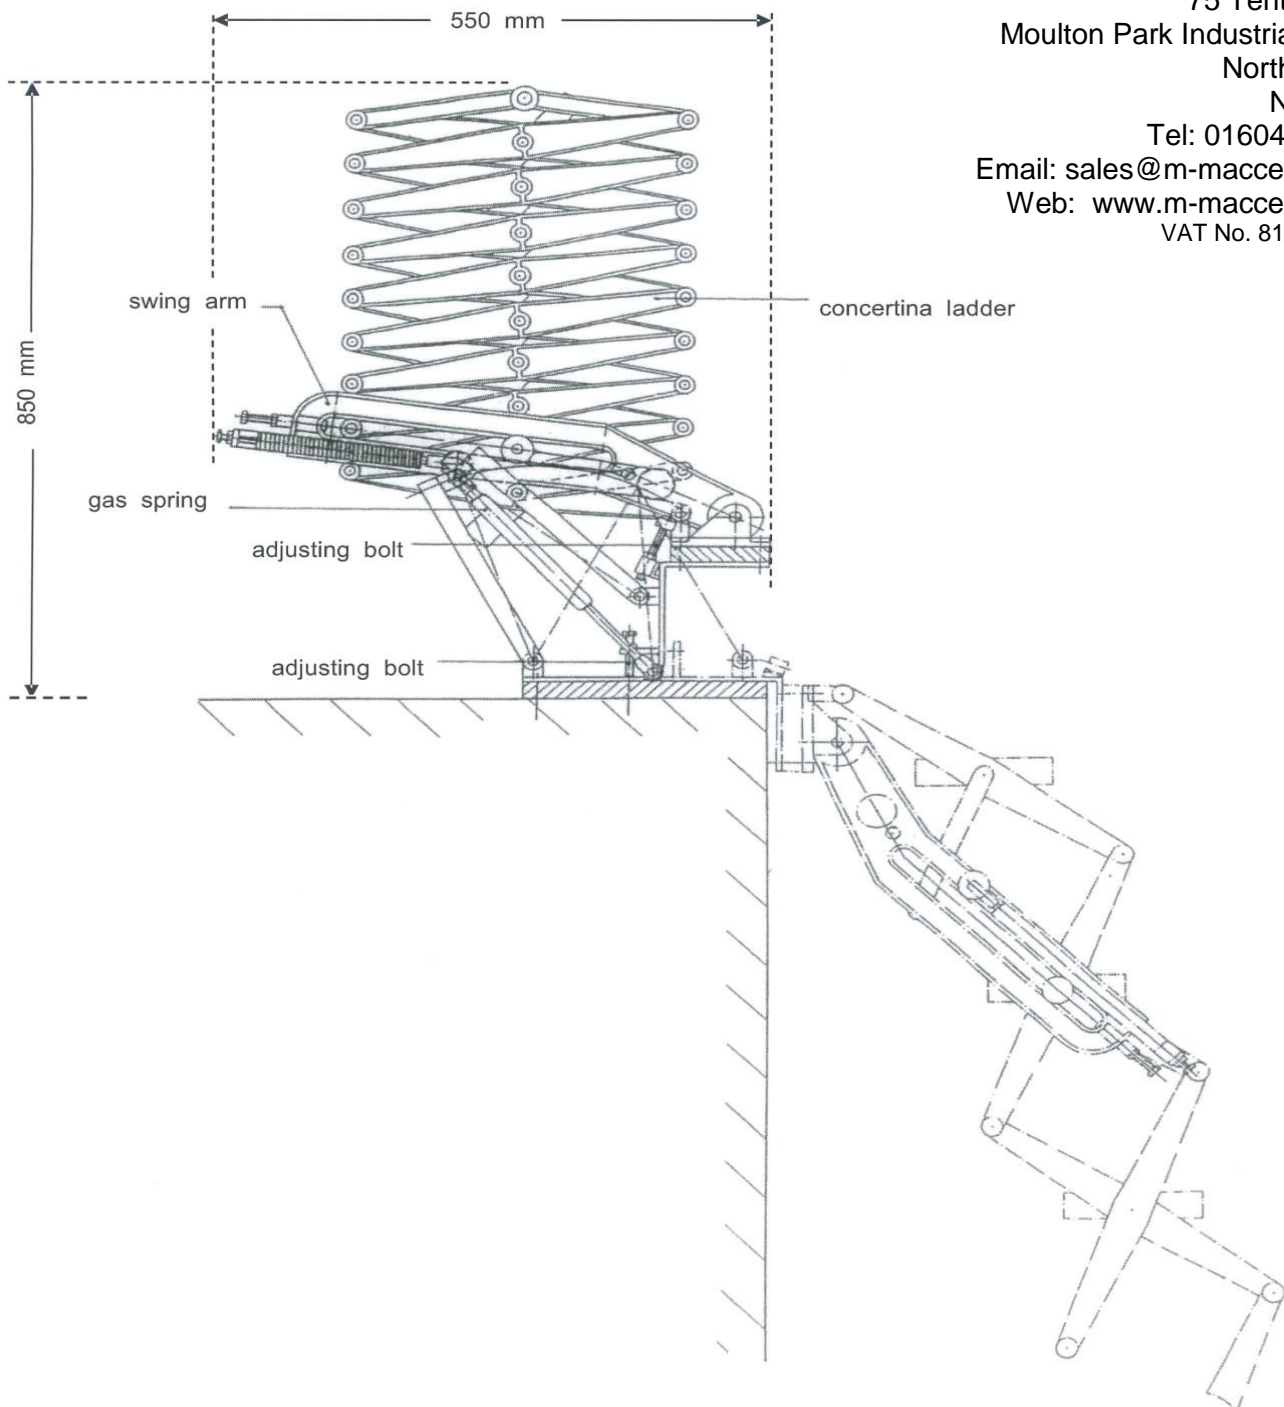 550 mm
75 Tent
Moulton Park Industria
North
N
Tel: 01604
Email: sales@m-macce
Web: www.m-macce
VAT No. 81
swing arm
concertina ladder
850 mm
gas spring
adjusting bolt
adjusting bolt